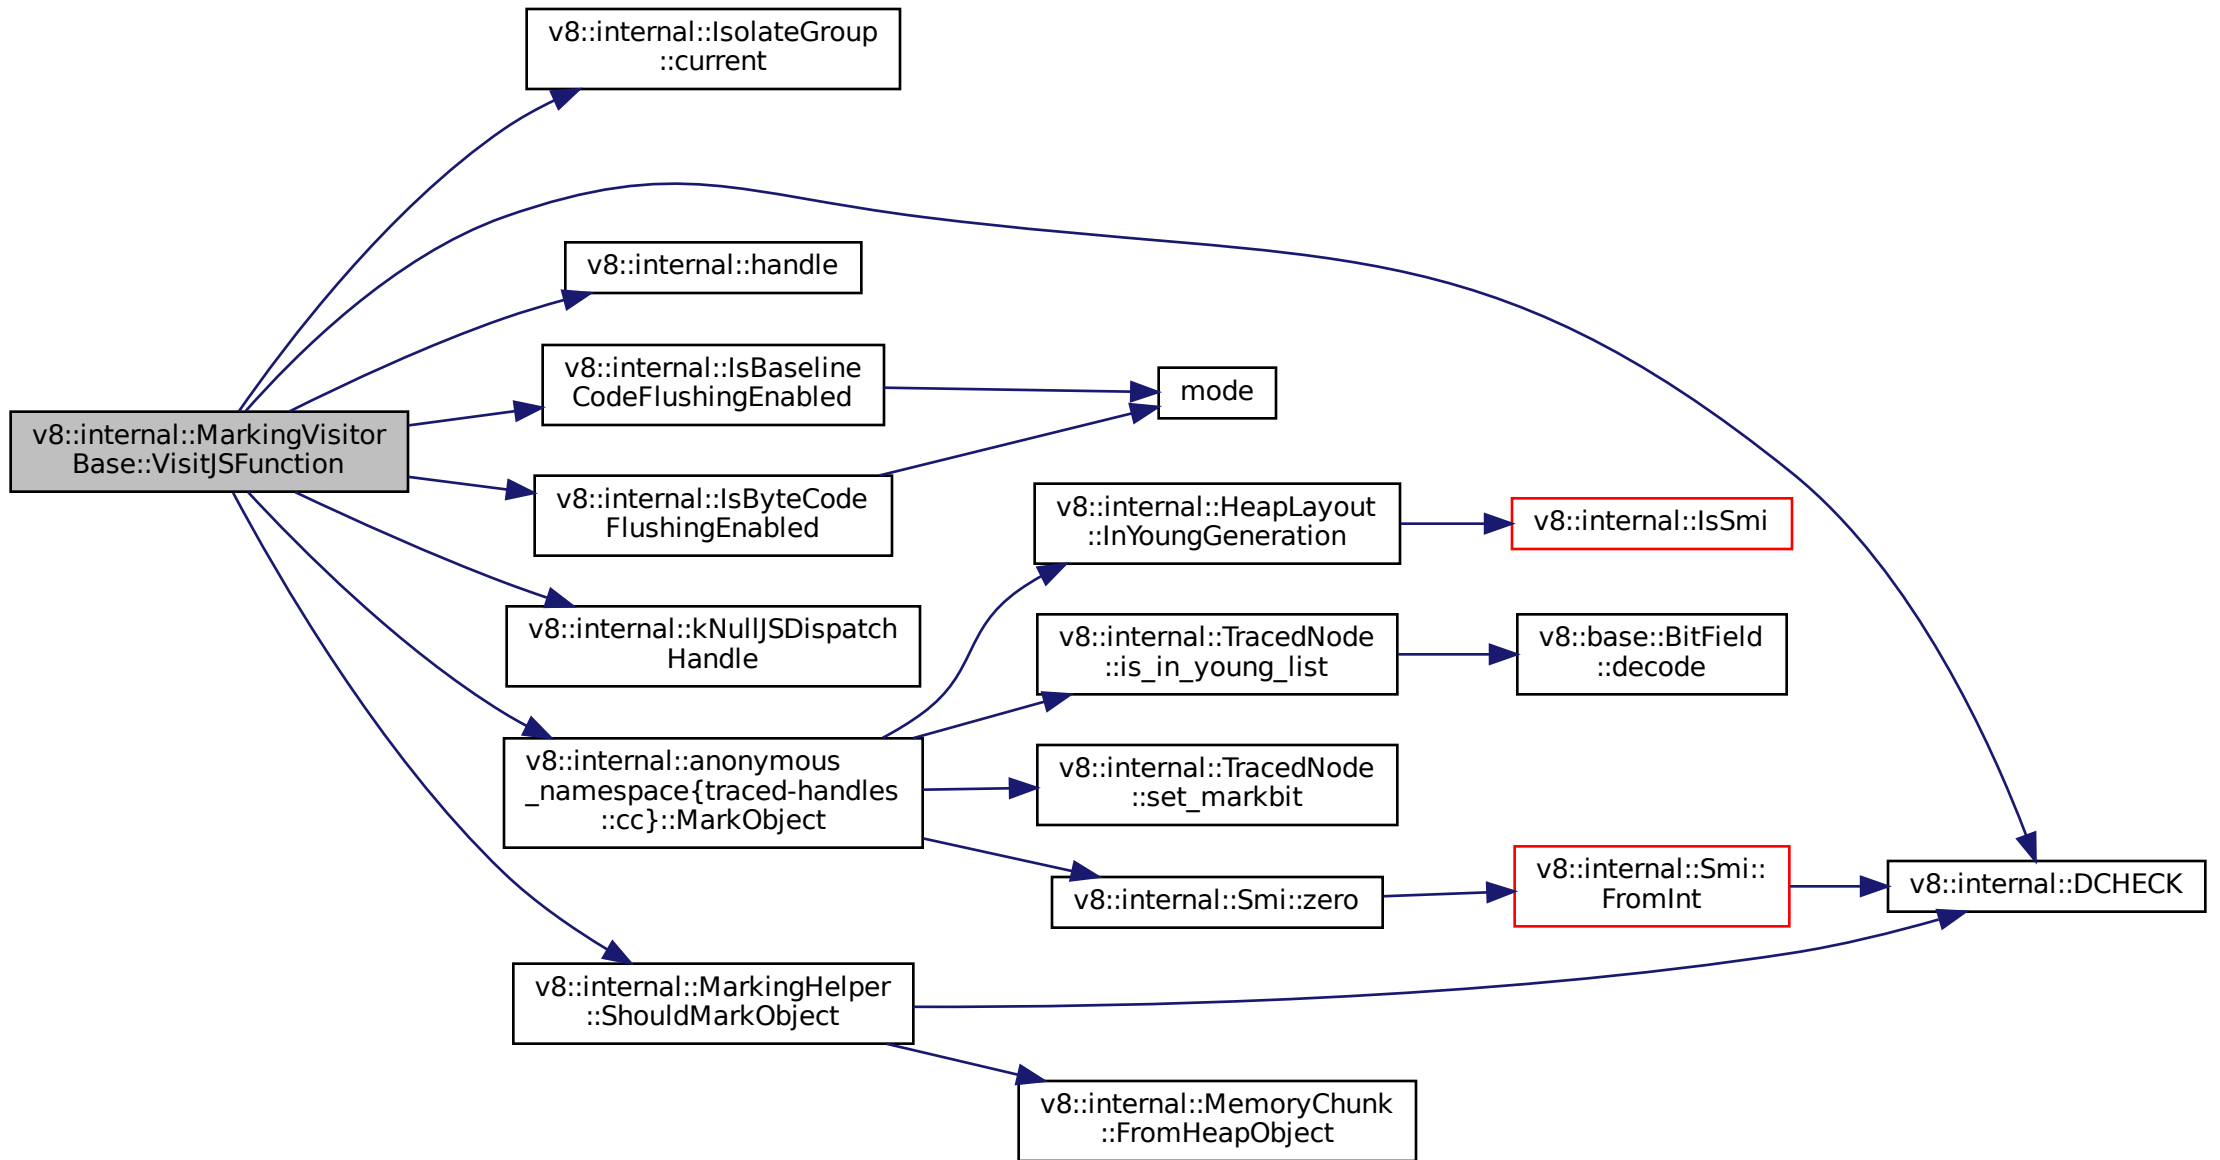 v8::internal::IsolateGroup
::current
v8::internal::handle
v8::internal::IsBaseline
CodeFlushingEnabled
mode
v8::internal::MarkingVisitor
Base::VisitJSFunction
v8::internal::IsByteCode
FlushingEnabled
v8::internal::HeapLayout
::InYoungGeneration
v8::internal::IsSmi
v8::internal::kNullJSDispatch
Handle
v8::internal::TracedNode
::is_in_young_list
v8::base::BitField
::decode
v8::internal::anonymous
_namespace{traced-handles
::cc}::MarkObject
v8::internal::TracedNode
::set_markbit
v8::internal::Smi::zero
v8::internal::Smi::
FromInt
v8::internal::DCHECK
v8::internal::MarkingHelper
::ShouldMarkObject
v8::internal::MemoryChunk
::FromHeapObject